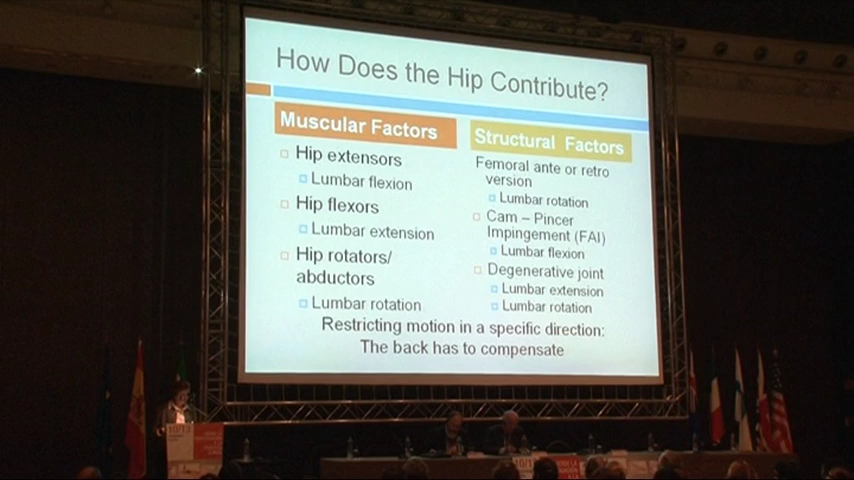 How Does the Hip Contribute?
Muscular Factors
Hip extensors
Lumbar flexion
Hip flexors
Lumbar extension
Hip rotators/
abductors
Lumbar rotation
Structural Factors
Femoral ante or retro
version
Lumbar rotation
Cam – Pincer
Impingement (FAI)
Lumbar flexion
Degenerative joint
Lumbar extension
Lumbar rotation
Restricting motion in a specific direction:
The back has to compensate
10/13